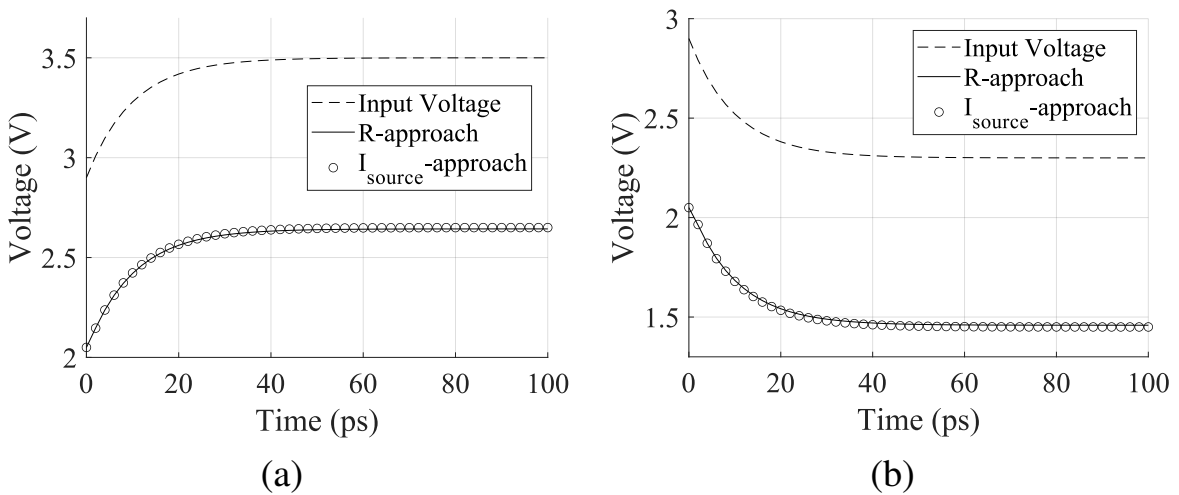 3.5
3
2.5
2
Voltage (V)
Input Voltage
R-approach
I_source-approach
0 20 40 60 80 100
Time (ps)
(a)
3
2.5
2
1.5
Voltage (V)
Input Voltage
R-approach
I_source-approach
0 20 40 60 80 100
Time (ps)
(b)